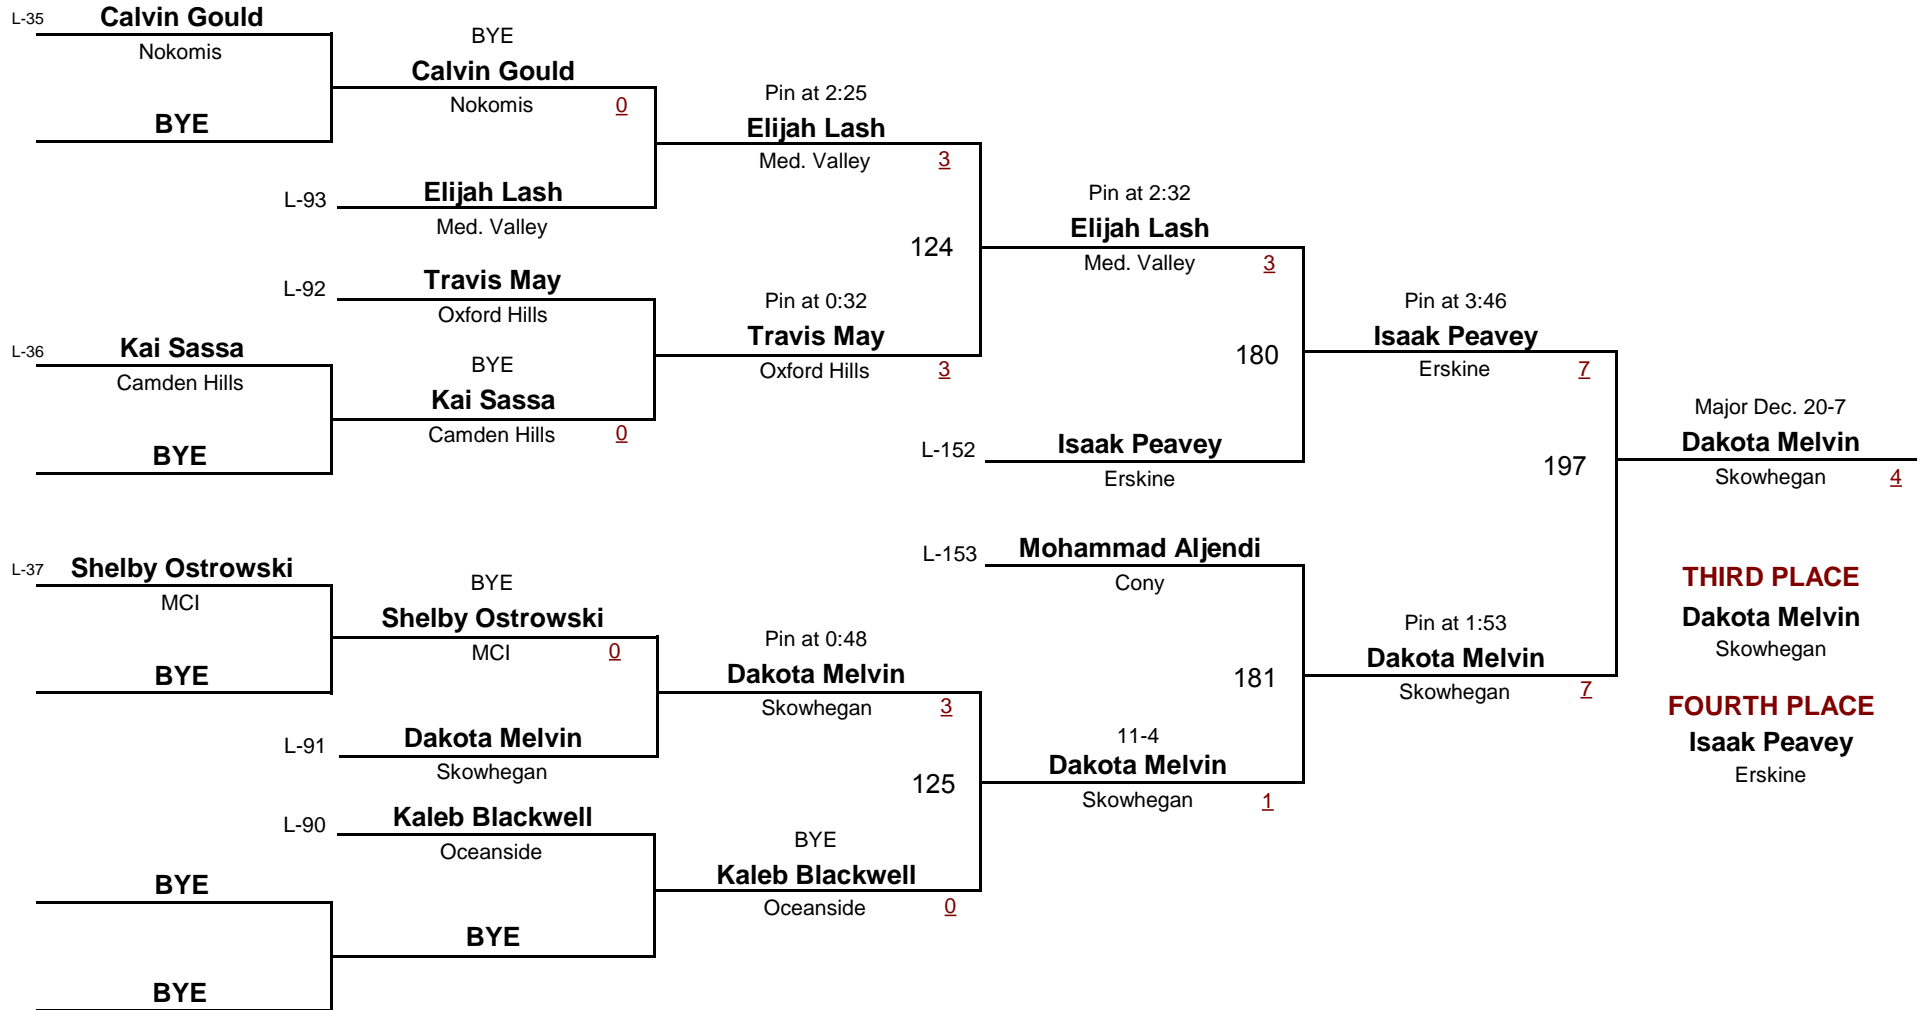 L-35
Calvin Gould
Nokomis
BYE
BYE
Calvin Gould
Nokomis
0
L-93
Elijah Lash
Med. Valley
Pin at 2:25
Elijah Lash
Med. Valley
3
L-92
Travis May
Oxford Hills
L-36
Kai Sassa
Camden Hills
BYE
BYE
Kai Sassa
Camden Hills
0
Pin at 0:32
Travis May
Oxford Hills
3
124
Pin at 2:32
Elijah Lash
Med. Valley
3
L-152
Isaak Peavey
Erskine
180
Pin at 3:46
Isaak Peavey
Erskine
7
L-37
Shelby Ostrowski
MCI
BYE
BYE
Shelby Ostrowski
MCI
0
L-91
Dakota Melvin
Skowhegan
Pin at 0:48
Dakota Melvin
Skowhegan
3
L-90
Kaleb Blackwell
Oceanside
BYE
BYE
BYE
BYE
Kaleb Blackwell
Oceanside
0
125
L-153
Mohammad Aljendi
Cony
11-4
Dakota Melvin
Skowhegan
1
181
Pin at 1:53
Dakota Melvin
Skowhegan
7
197
Major Dec. 20-7
Dakota Melvin
Skowhegan
4
THIRD PLACE
Dakota Melvin
Skowhegan
FOURTH PLACE
Isaak Peavey
Erskine